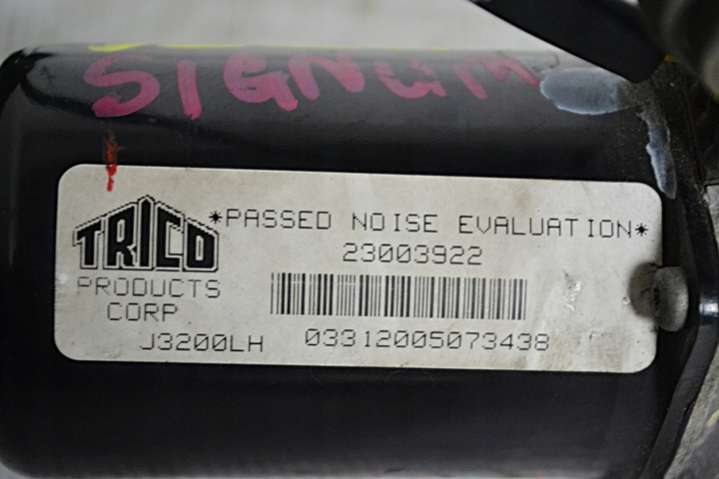 SIGNUM
TRICO
PRODUCTS
CORP
*PASSED NOISE EVALUATION*
23003922
J3200LH 03312005073438